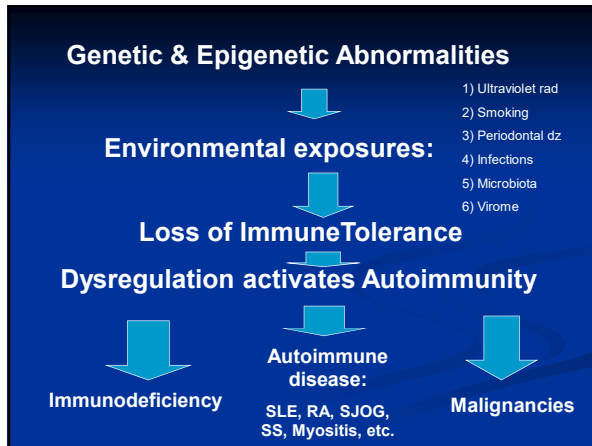 Genetic & Epigenetic Abnormalities
1) Ultraviolet rad
2) Smoking
3) Periodontal dz
4) Infections
5) Microbiota
6) Virome
Environmental exposures:
Loss of ImmuneTolerance
Dysregulation activates Autoimmunity
Immunodeficiency
Autoimmune
disease:
SLE, RA, SJOG,
SS, Myositis, etc.
Malignancies